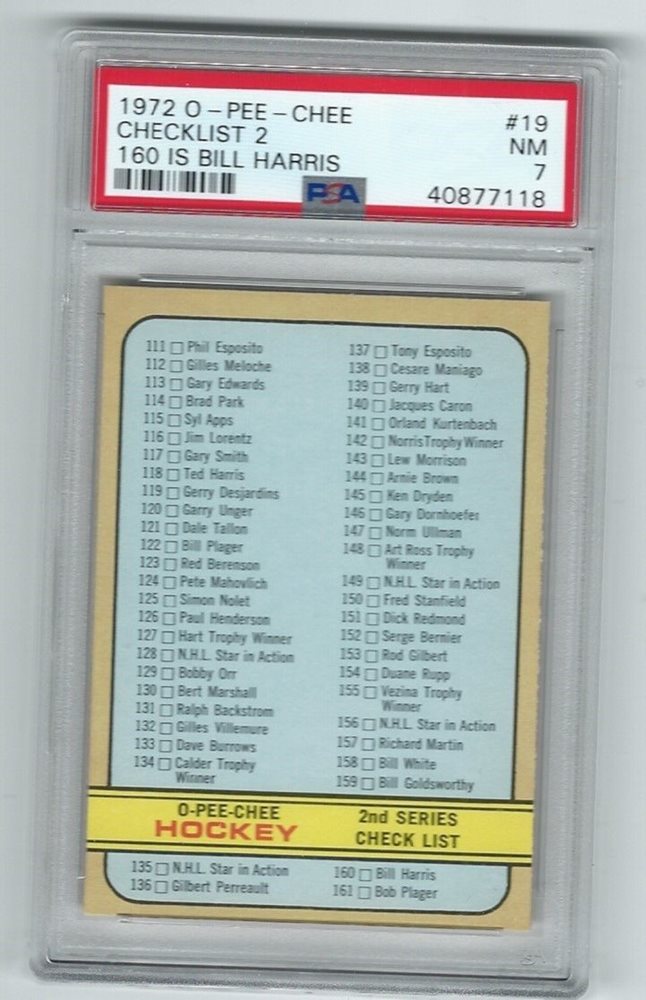 1972 O-PEE-CHEE
CHECKLIST 2
160 IS BILL HARRIS
#19
NM
7
PSA
40877118
111 Phil Esposito
112 Gilles Meloche
113 Gary Edwards
114 Brad Park
115 Syl Apps
116 Jim Lorentz
117 Gary Smith
118 Ted Harris
119 Gerry Desjardins
120 Garry Unger
121 Dale Tallon
122 Bill Plager
123 Red Berenson
124 Pete Mahovlich
125 Simon Nolet
126 Paul Henderson
127 Hart Trophy Winner
128 N.H.L. Star in Action
129 Bobby Orr
130 Bert Marshall
131 Ralph Backstrom
132 Gilles Villemure
133 Dave Burrows
134 Calder Trophy
Winner
137 Tony Esposito
138 Cesare Maniago
139 Gerry Hart
140 Jacques Caron
141 Orland Kurtenbach
142 Norris Trophy Winner
143 Lew Morrison
144 Arnie Brown
145 Ken Dryden
146 Gary Dornhoefer
147 Norm Ullman
148 Art Ross Trophy
Winner
149 N.H.L. Star in Action
150 Fred Stanfield
151 Dick Redmond
152 Serge Bernier
153 Rod Gilbert
154 Duane Rupp
155 Vezina Trophy
Winner
156 N.H.L. Star in Action
157 Richard Martin
158 Bill White
159 Bill Goldsworthy
O-PEE-CHEE
HOCKEY
2nd SERIES
CHECK LIST
135 N.H.L. Star in Action
136 Gilbert Perreault
160 Bill Harris
161 Bob Plager